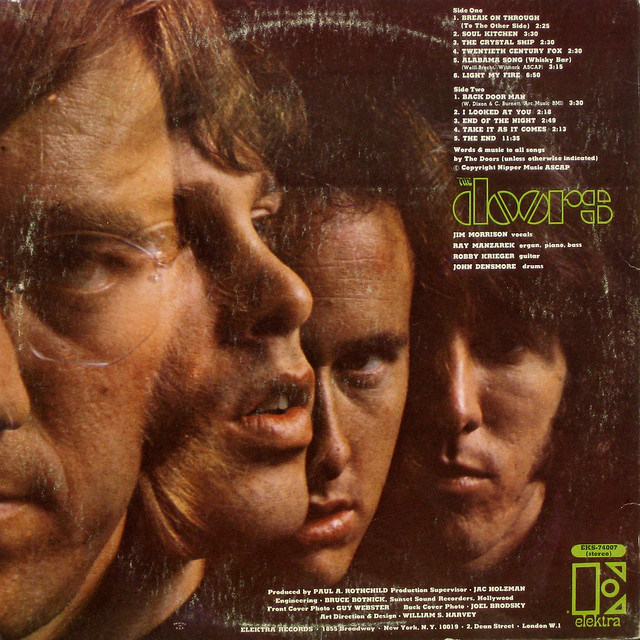 Side One
1. BREAK ON THROUGH
(To The Other Side) 2:25
2. SOUL KITCHEN 3:30
3. THE CRYSTAL SHIP 2:30
4. TWENTIETH CENTURY FOX 2:30
5. ALABAMA SONG (Whisky Bar)
(Weill-Brecht, Witmark ASCAP) 3:15
6. LIGHT MY FIRE 6:50
Side Two
1. BACK DOOR MAN
(W. Dixon & C. Burnett, Arc Music BMI) 3:30
2. I LOOKED AT YOU 2:18
3. END OF THE NIGHT 2:49
4. TAKE IT AS IT COMES 2:13
5. THE END 11:35
Words & music to all songs
by The Doors (unless otherwise indicated)
© Copyright Nipper Music ASCAP
THE
doors
JIM MORRISON vocals
RAY MANZAREK organ, piano, bass
ROBBY KRIEGER guitar
JOHN DENSMORE drums
EKS-74007
(stereo)
elektra
Produced by PAUL A. ROTHCHILD Production Supervisor · JAC HOLZMAN
Engineering · BRUCE BOTNICK, Sunset Sound Recorders, Hollywood
Front Cover Photo · GUY WEBSTER Back Cover Photo · JOEL BRODSKY
Art Direction & Design · WILLIAM S. HARVEY
ELEKTRA RECORDS · 1855 Broadway · New York, N.Y. 10019 · 2, Dean Street · London W.1